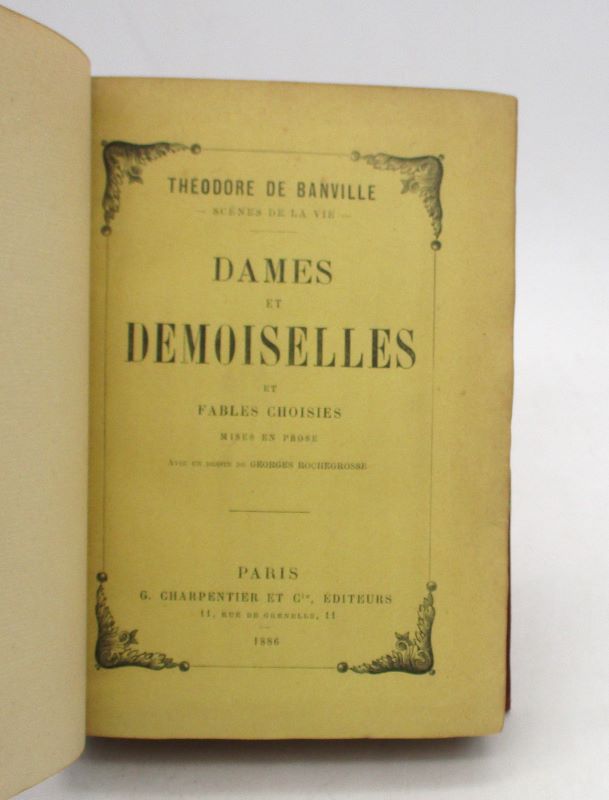 THÉODORE DE BANVILLE
— SCÈNES DE LA VIE —
DAMES
ET
DEMOISELLES
ET
FABLES CHOISIES
MISES EN PROSE
AVEC UN DESSIN DE GEORGES ROCHEGROSSE
PARIS
G. CHARPENTIER ET Cie, ÉDITEURS
11, RUE DE GRENELLE, 11
1886